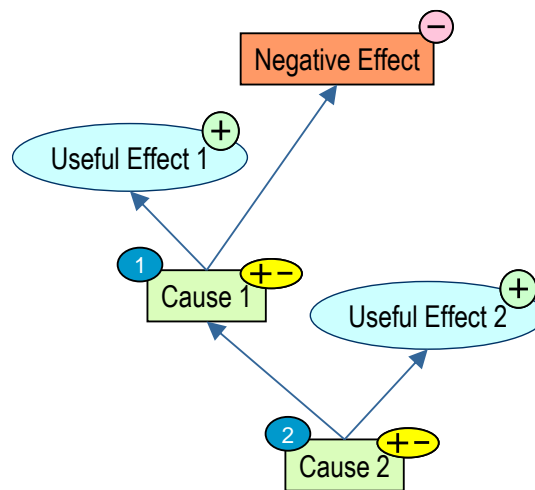 −
Negative Effect
+
Useful Effect 1
1
+ −
Cause 1
+
Useful Effect 2
2
+ −
Cause 2